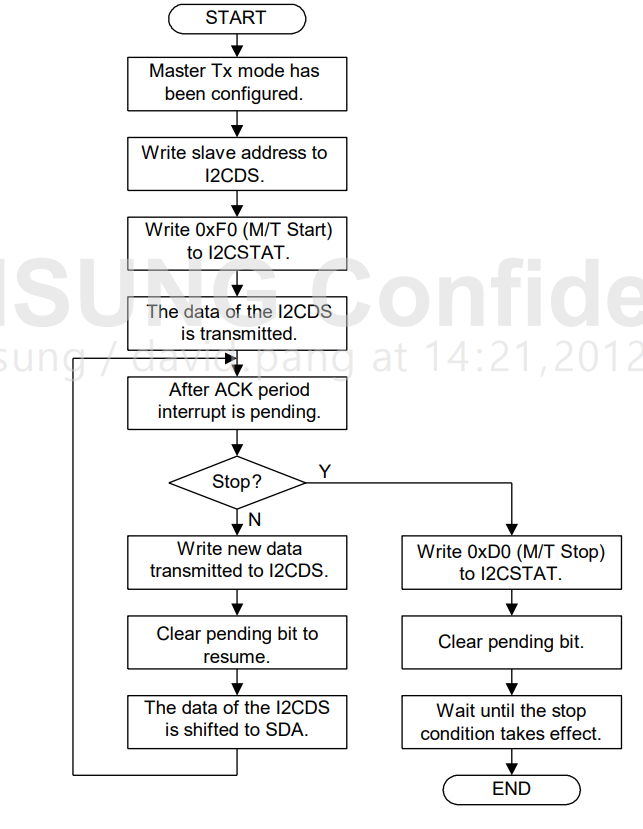 START
Master Tx mode has
been configured.
Write slave address to
I2CDS.
Write 0xF0 (M/T Start)
to I2CSTAT.
SUNG Confide
The data of the I2CDS
is transmitted.
sung / david.pang at 14:21,2012
After ACK period
interrupt is pending.
Stop?
Y
N
Write new data
transmitted to I2CDS.
Clear pending bit to
resume.
The data of the I2CDS
is shifted to SDA.
Write 0xD0 (M/T Stop)
to I2CSTAT.
Clear pending bit.
Wait until the stop
condition takes effect.
END